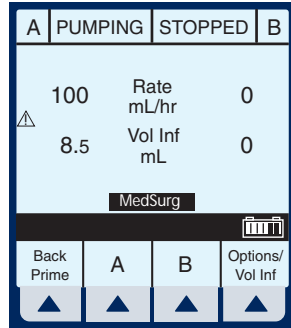 A PUMPING STOPPED B
100 Rate mL/hr 0
8.5 Vol Inf mL 0
MedSurg
Back Prime A B Options/ Vol Inf